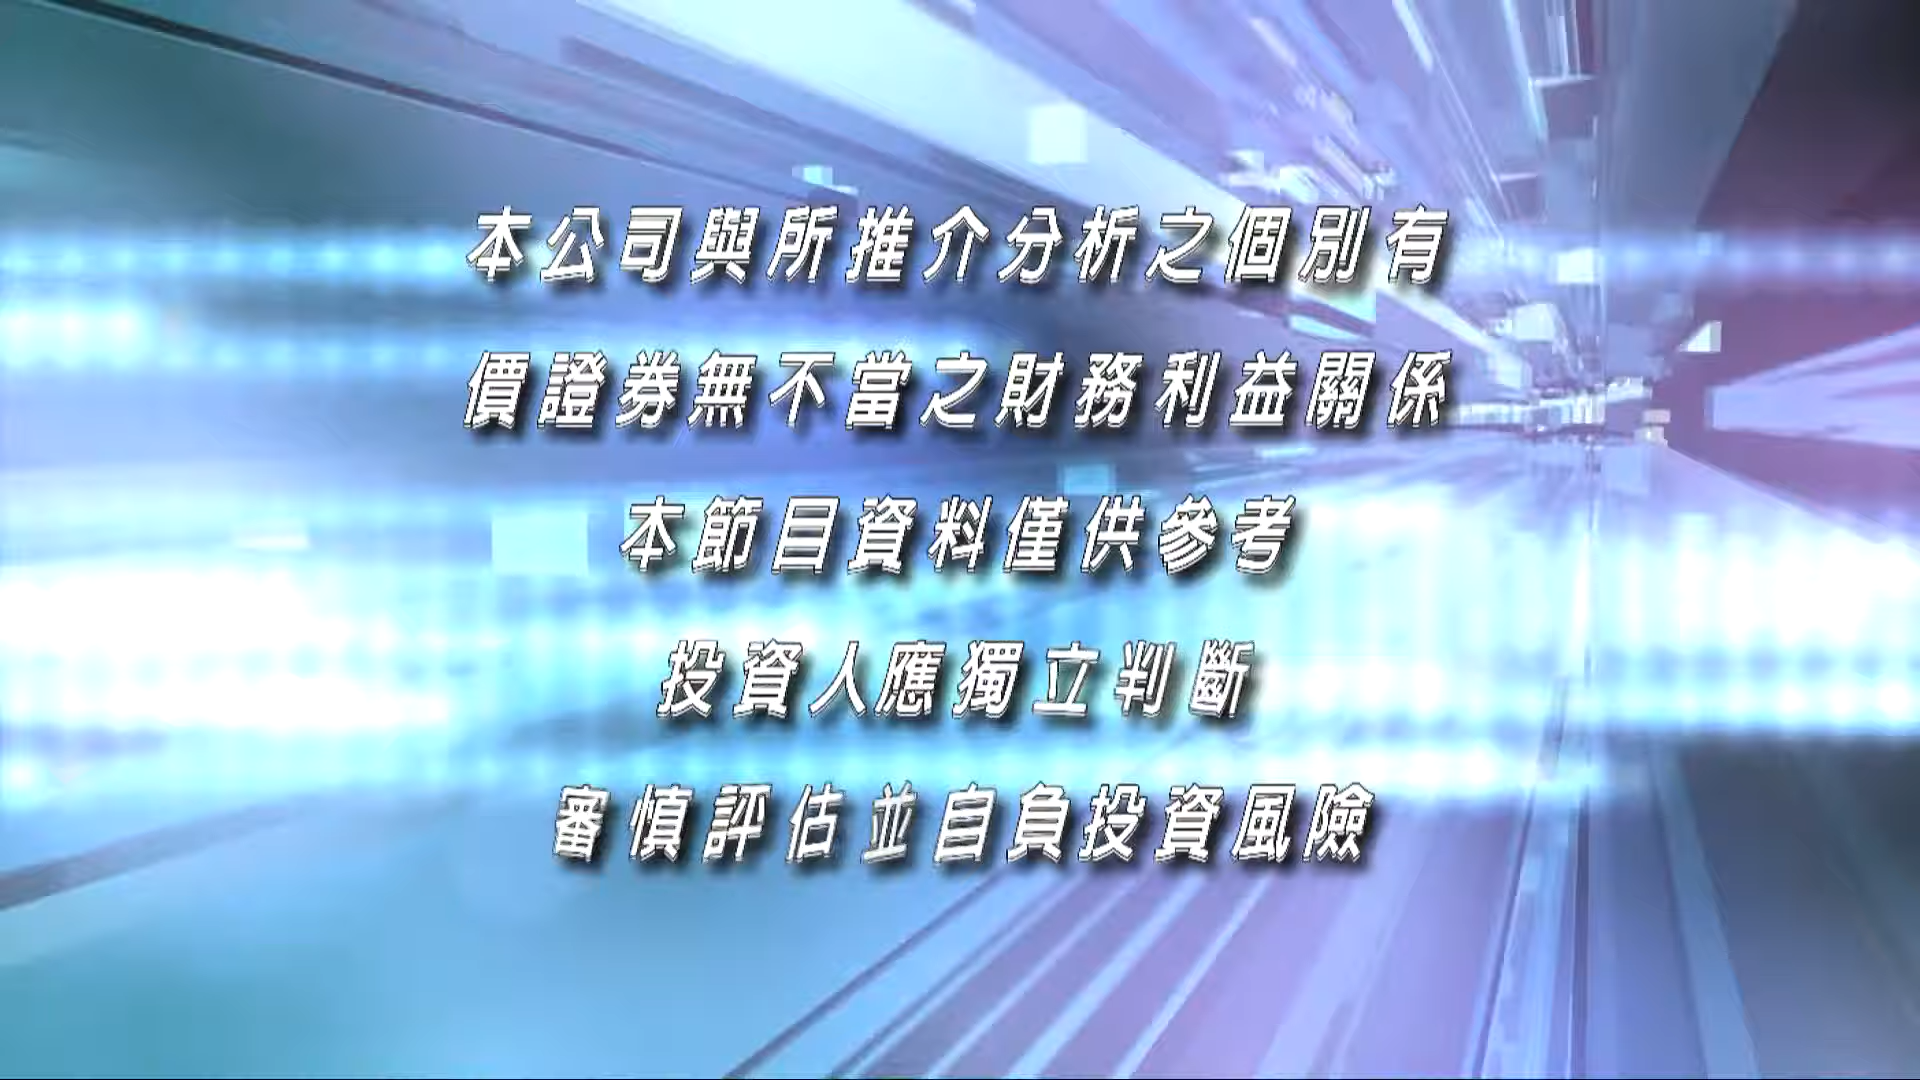 本公司與所推介分析之個別有
價證券無不當之財務利益關係
本節目資料僅供參考
投資人應獨立判斷
審慎評估並自負投資風險